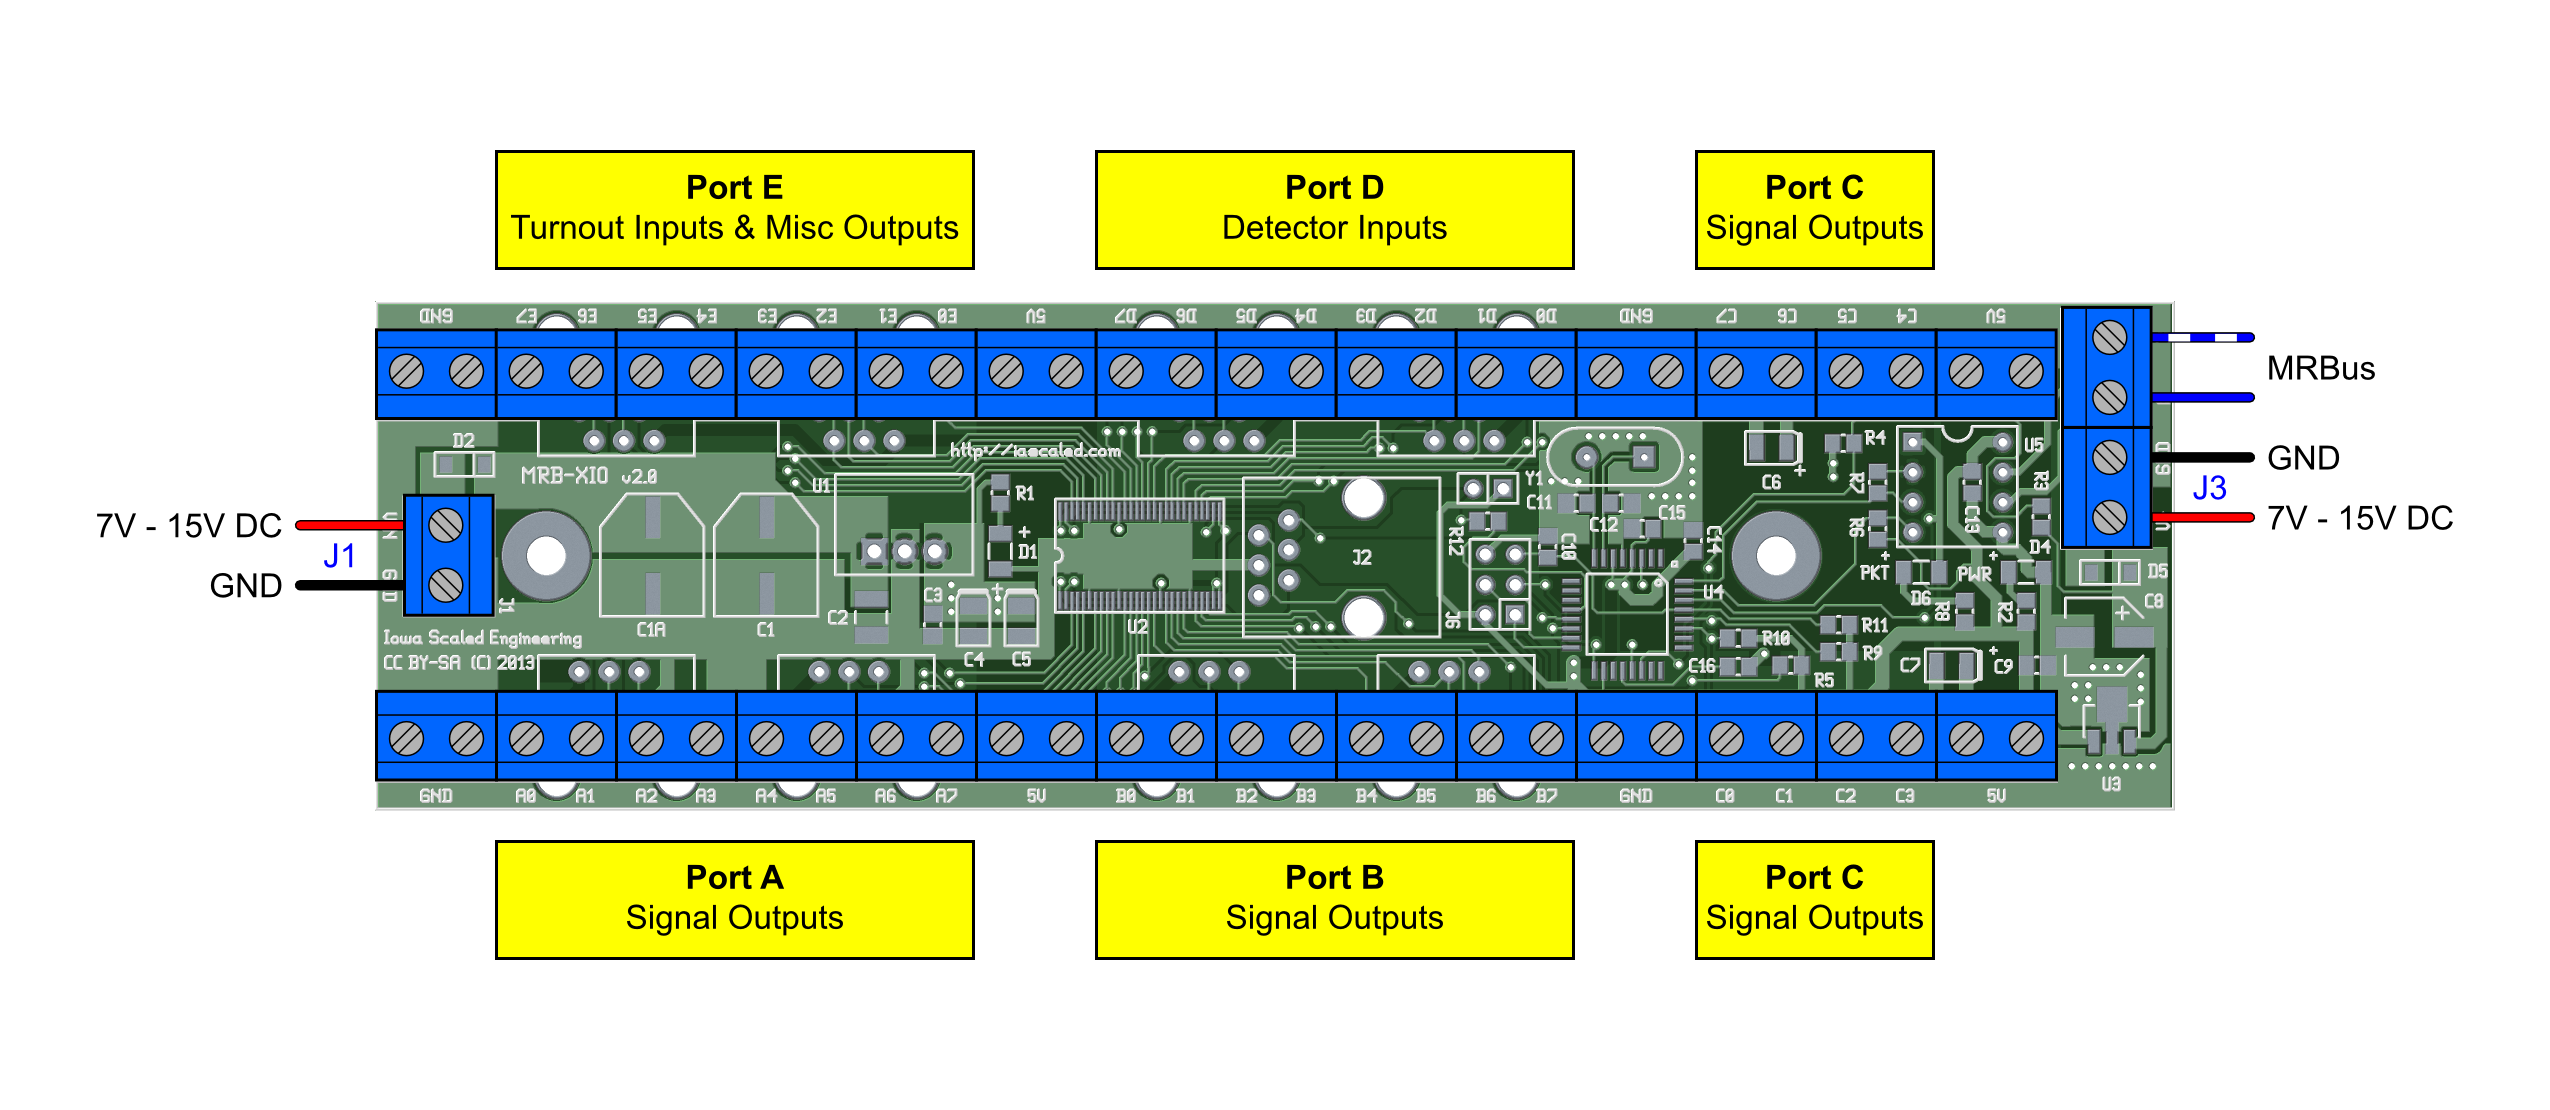 Port E
Turnout Inputs & Misc Outputs
Port D
Detector Inputs
Port C
Signal Outputs
GND E7 E6 E5 E4 E3 E2 E1 E0 5V D7 D6 D5 D4 D3 D2 D1 D0 GND C7 C6 C5 C4 5V
MRBus
GND
J3
7V - 15V DC
7V - 15V DC
J1
GND
D2
http://iascaled.com
MRB-XIO v2.0
U1
R1
+
D1
Y1
C11
C12
C15
C14
C10
R12
C6
+
R4
R7
R6
U5
R3
C13
D4
+
+
PKT
PWR
D6
D5
C8
+
R8
R2
J2
J6
U4
U2
C1A
C1
C2
C3
+
C4
C5
J1
R10
R11
R9
C16
R5
C7
+
C9
U3
Iowa Scaled Engineering
CC BY-SA (C) 2013
GND A0 A1 A2 A3 A4 A5 A6 A7 5V B0 B1 B2 B3 B4 B5 B6 B7 GND C0 C1 C2 C3 5V
Port A
Signal Outputs
Port B
Signal Outputs
Port C
Signal Outputs